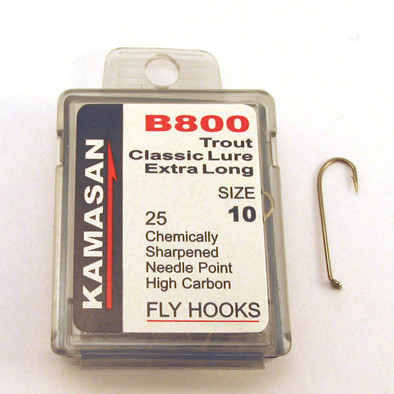 KAMASAN
B800
Trout
Classic Lure
Extra Long
SIZE
25 10
Chemically
Sharpened
Needle Point
High Carbon
FLY HOOKS